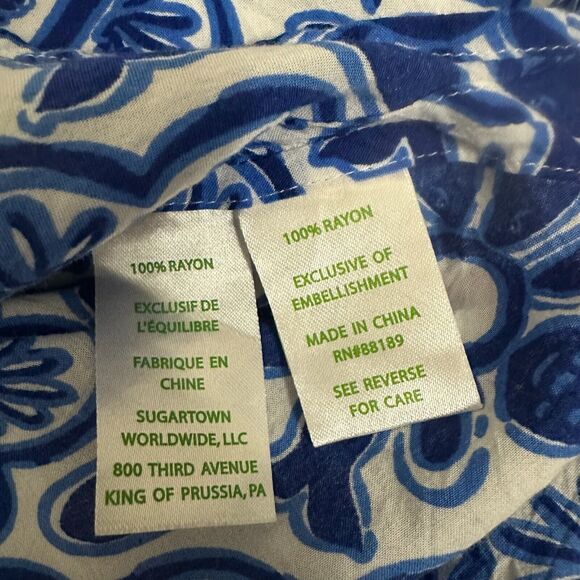 100% RAYON
EXCLUSIF DE
L'ÉQUILIBRE
FABRIQUE EN
CHINE
SUGARTOWN
WORLDWIDE, LLC
800 THIRD AVENUE
KING OF PRUSSIA, PA
100% RAYON
EXCLUSIVE OF
EMBELLISHMENT
MADE IN CHINA
RN#88189
SEE REVERSE
FOR CARE